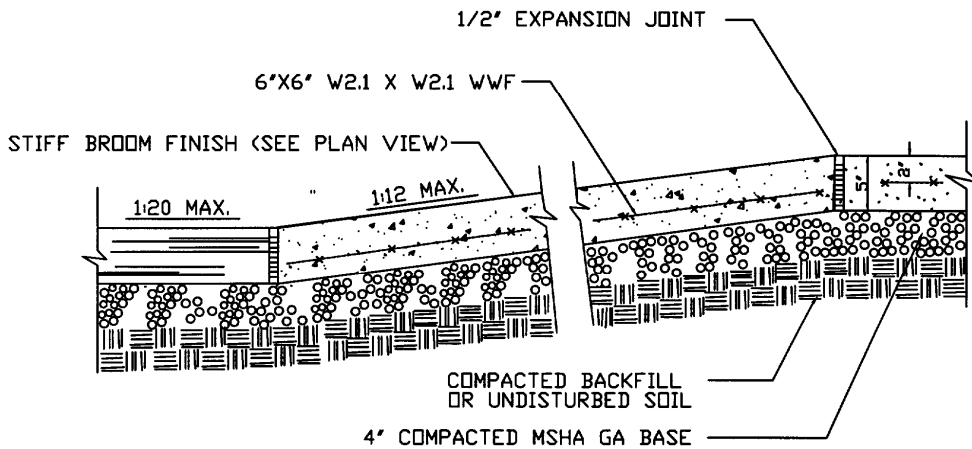 1/2" EXPANSION JOINT
6"X6" W2.1 X W2.1 WWF
STIFF BROOM FINISH (SEE PLAN VIEW)
1:20 MAX.
1:12 MAX.
5"
2"
COMPACTED BACKFILL
OR UNDISTURBED SOIL
4" COMPACTED MSHA GA BASE